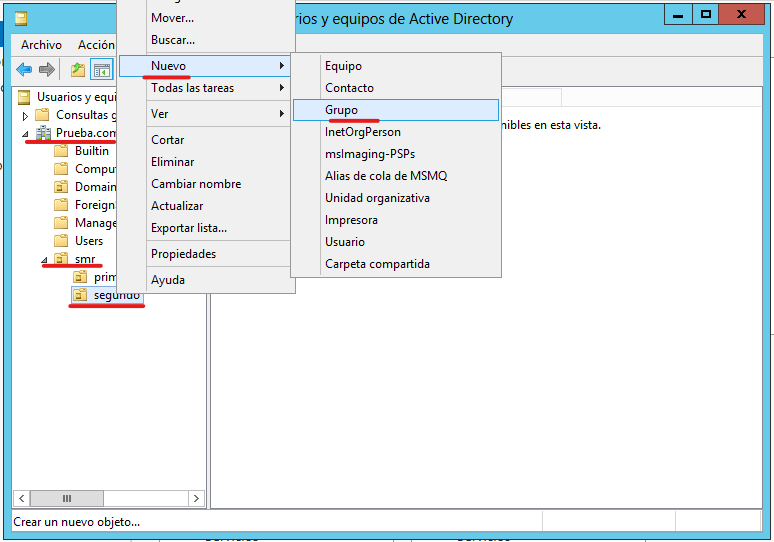 rios y equipos de Active Directory
Archivo Acción
Mover...
Buscar...
Nuevo
Todas las tareas
Ver
Cortar
Eliminar
Cambiar nombre
Actualizar
Exportar lista...
Propiedades
Ayuda
Equipo
Contacto
Grupo
InetOrgPerson
msImaging-PSPs
Alias de cola de MSMQ
Unidad organizativa
Impresora
Usuario
Carpeta compartida
nibles en esta vista.
Usuarios y equi
Consultas g
Prueba.com
Builtin
Compu
Domain
Foreign
Manage
Users
smr
prim
segundo
Crear un nuevo objeto...